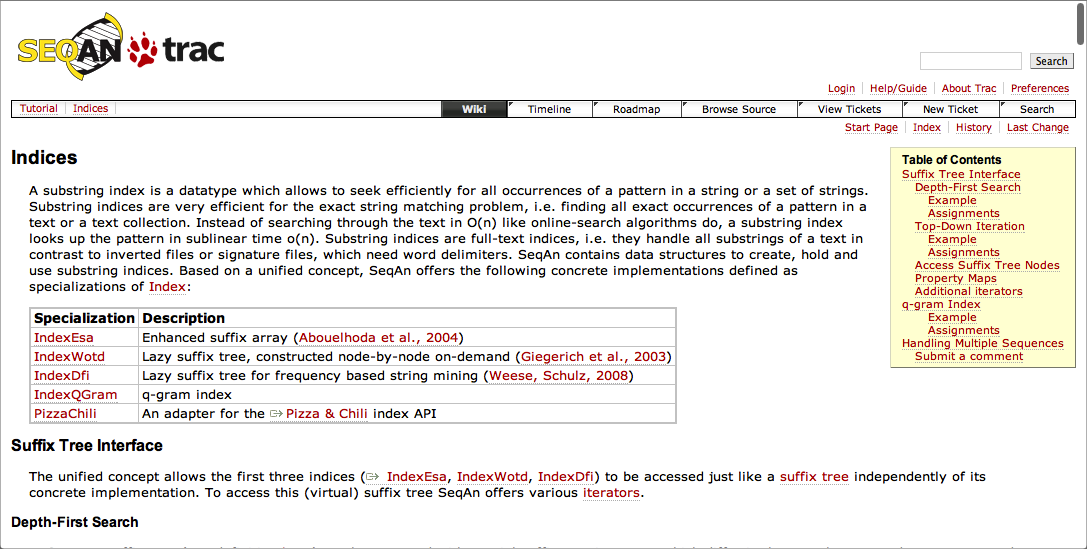 SEQAN trac
Search
Login Help/Guide About Trac Preferences
Tutorial Indices Wiki Timeline Roadmap Browse Source View Tickets New Ticket Search
Start Page Index History Last Change
Indices
A substring index is a datatype which allows to seek efficiently for all occurrences of a pattern in a string or a set of strings.
Substring indices are very efficient for the exact string matching problem, i.e. finding all exact occurrences of a pattern in a
text or a text collection. Instead of searching through the text in O(n) like online-search algorithms do, a substring index
looks up the pattern in sublinear time o(n). Substring indices are full-text indices, i.e. they handle all substrings of a text in
contrast to inverted files or signature files, which need word delimiters. SeqAn contains data structures to create, hold and
use substring indices. Based on a unified concept, SeqAn offers the following concrete implementations defined as
specializations of Index:
Table of Contents
Suffix Tree Interface
Depth-First Search
Example
Assignments
Top-Down Iteration
Example
Assignments
Access Suffix Tree Nodes
Property Maps
Additional iterators
q-gram Index
Example
Assignments
Handling Multiple Sequences
Submit a comment
Specialization Description
IndexEsa Enhanced suffix array (Abouelhoda et al., 2004)
IndexWotd Lazy suffix tree, constructed node-by-node on-demand (Giegerich et al., 2003)
IndexDfi Lazy suffix tree for frequency based string mining (Weese, Schulz, 2008)
IndexQGram q-gram index
PizzaChili An adapter for the Pizza & Chili index API
Suffix Tree Interface
The unified concept allows the first three indices ( IndexEsa, IndexWotd, IndexDfi) to be accessed just like a suffix tree independently of its
concrete implementation. To access this (virtual) suffix tree SeqAn offers various iterators.
Depth-First Search